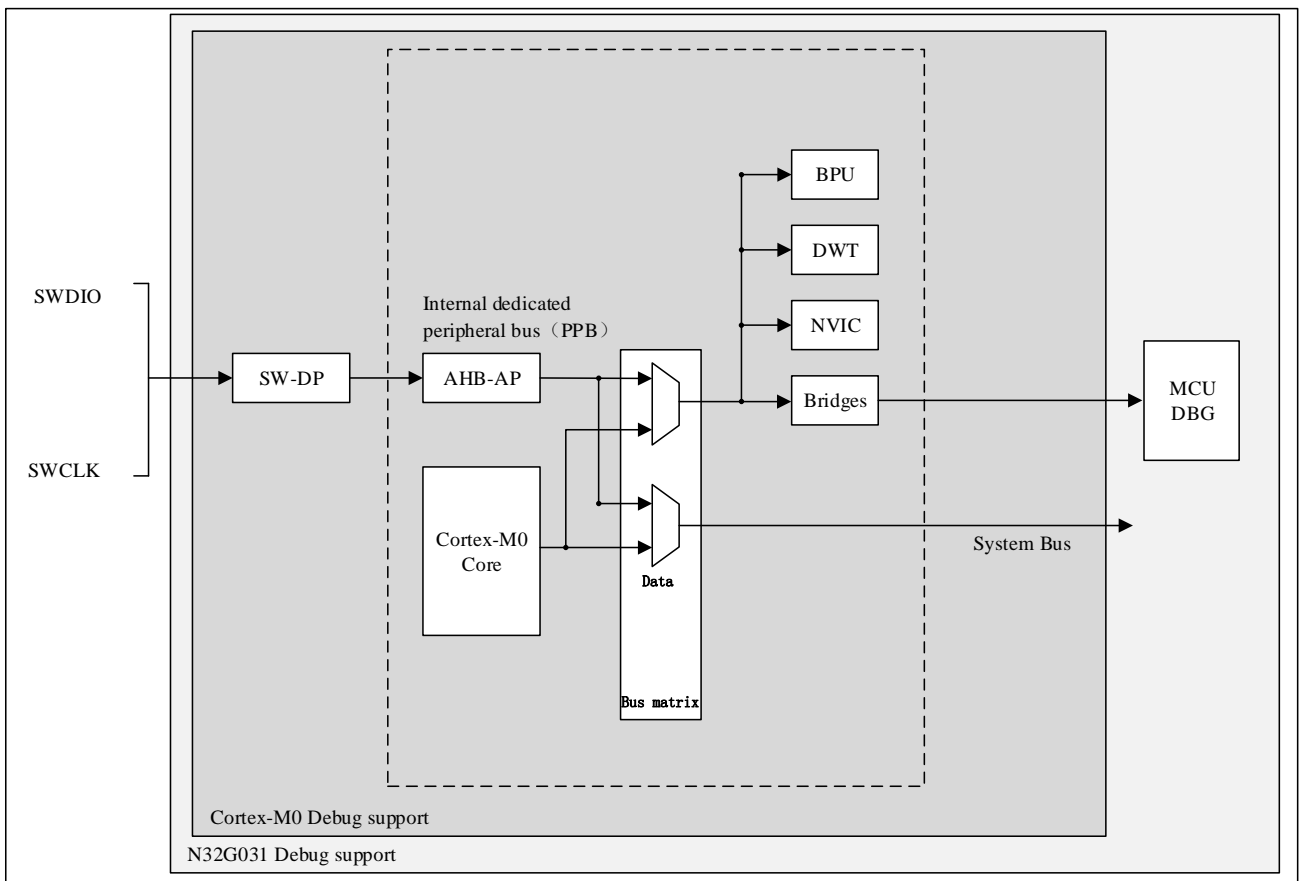 BPU
DWT
SWDIO
Internal dedicated
peripheral bus（PPB）
NVIC
SW-DP
AHB-AP
Bridges
MCU
DBG
SWCLK
Cortex-M0
Core
System Bus
Data
Bus matrix
Cortex-M0 Debug support
N32G031 Debug support